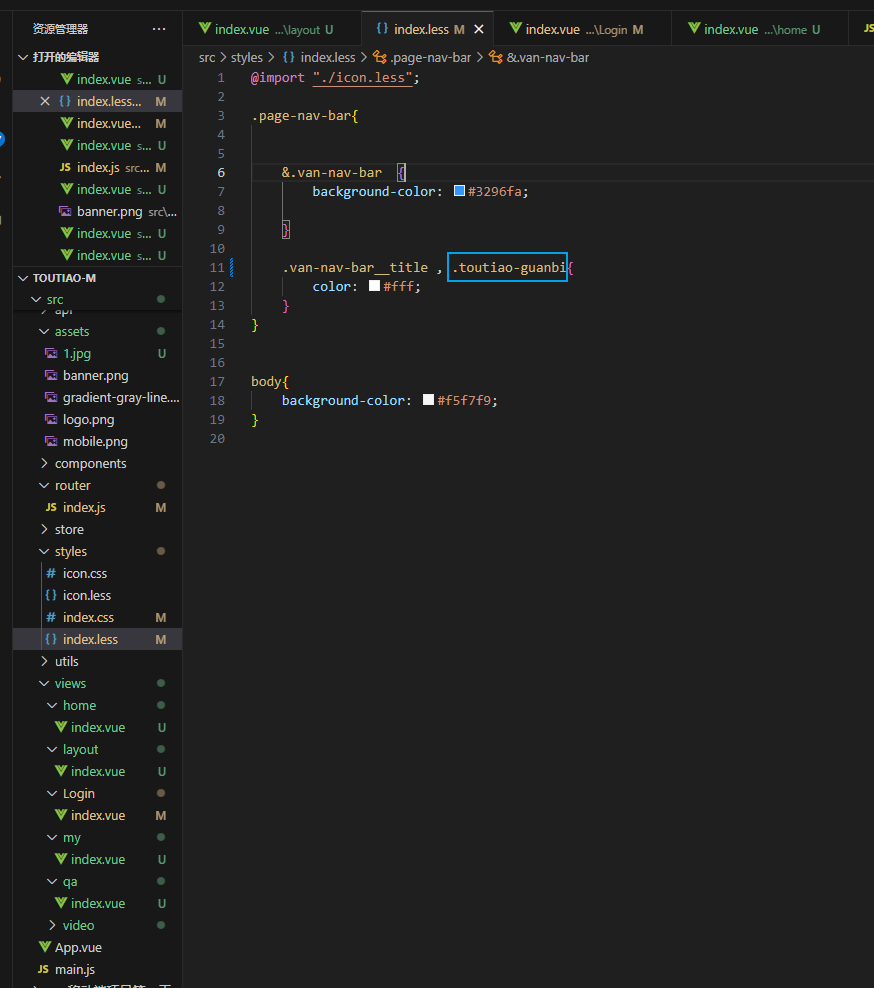 资源管理器 ···
打开的编辑器
index.vue s... U
index.less... M
index.vue... M
index.vue s... U
index.js src... M
index.vue s... U
banner.png src\...
index.vue s... U
index.vue s... U
TOUTIAO-M
src
api
assets
1.jpg U
banner.png
gradient-gray-line....
logo.png
mobile.png
components
router
JS index.js M
store
styles
# icon.css
{} icon.less
# index.css M
{} index.less M
utils
views
home
index.vue U
layout
index.vue U
Login
index.vue M
my
index.vue U
qa
index.vue U
video
App.vue
JS main.js
index.vue ...\layout U
{} index.less M ×
index.vue ...\Login M
index.vue ...\home U
JS
src > styles > {} index.less > .page-nav-bar > &.van-nav-bar
1 @import "./icon.less";
2
3 .page-nav-bar{
4
5
6 &.van-nav-bar {
7 background-color: #3296fa;
8
9 }
10
11 .van-nav-bar__title , .toutiao-guanbi{
12 color: #fff;
13 }
14 }
15
16
17 body{
18 background-color: #f5f7f9;
19 }
20